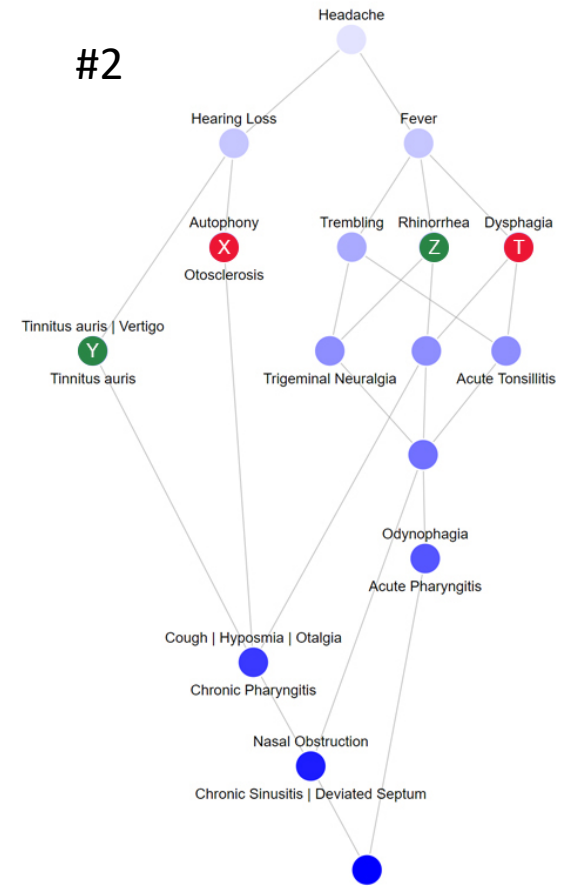 Headache
#2
Hearing Loss
Fever
Autophony
Trembling
Rhinorrhea
Dysphagia
X
Z
T
Otosclerosis
Tinnitus auris | Vertigo
Y
Tinnitus auris
Trigeminal Neuralgia
Acute Tonsillitis
Odynophagia
Acute Pharyngitis
Cough | Hyposmia | Otalgia
Chronic Pharyngitis
Nasal Obstruction
Chronic Sinusitis | Deviated Septum